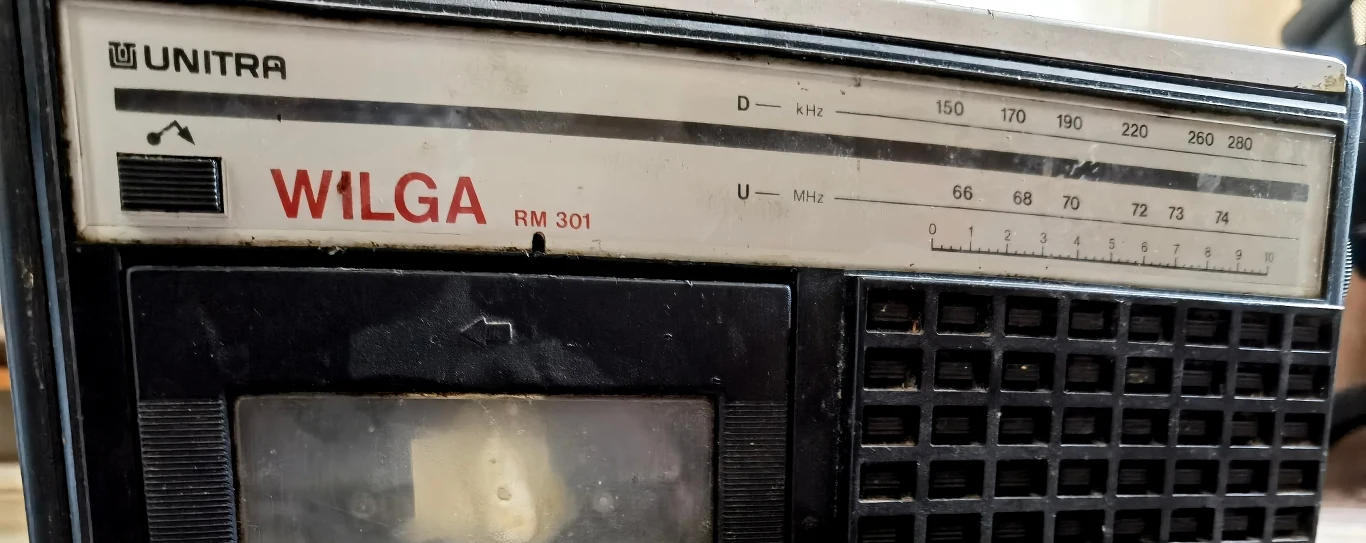 UNITRA
D — kHz 150 170 190 220 260 280
WILGA RM 301
U — MHz 66 68 70 72 73 74
0 1 2 3 4 5 6 7 8 9 10